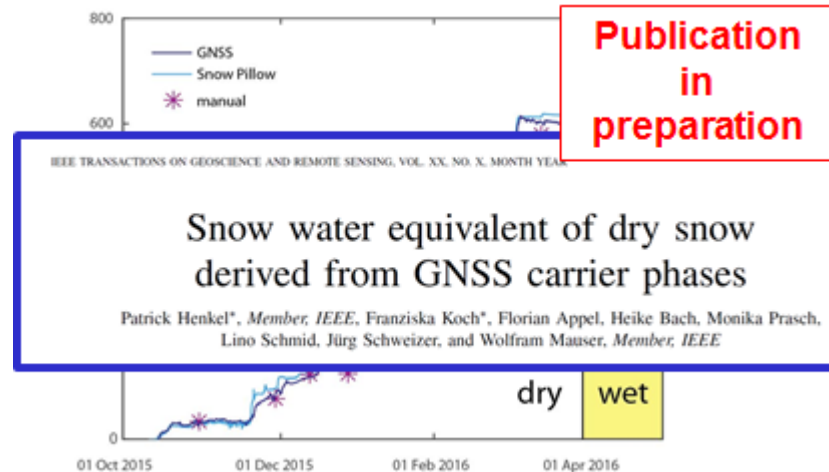 800
GNSS
Snow Pillow
manual
Publication
in
preparation
600
IEEE TRANSACTIONS ON GEOSCIENCE AND REMOTE SENSING, VOL. XX, NO. X, MONTH YEAR
Snow water equivalent of dry snow
derived from GNSS carrier phases
Patrick Henkel*, Member, IEEE, Franziska Koch*, Florian Appel, Heike Bach, Monika Prasch,
Lino Schmid, Jürg Schweizer, and Wolfram Mauser, Member, IEEE
dry wet
0
01 Oct 2015 01 Dec 2015 01 Feb 2016 01 Apr 2016